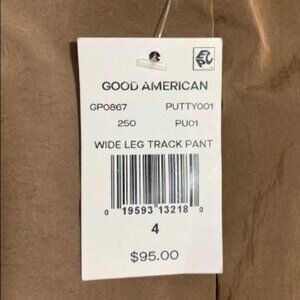 GOOD AMERICAN
GP0867 PUTTY001
250 PU01
WIDE LEG TRACK PANT
0 19593 13218 0
4
$95.00